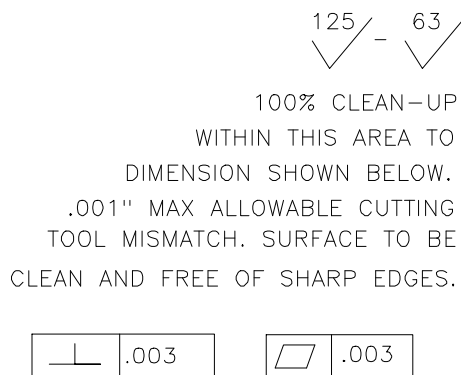 125 - 63
100% CLEAN-UP
WITHIN THIS AREA TO
DIMENSION SHOWN BELOW.
.001" MAX ALLOWABLE CUTTING
TOOL MISMATCH. SURFACE TO BE
CLEAN AND FREE OF SHARP EDGES.
.003 .003